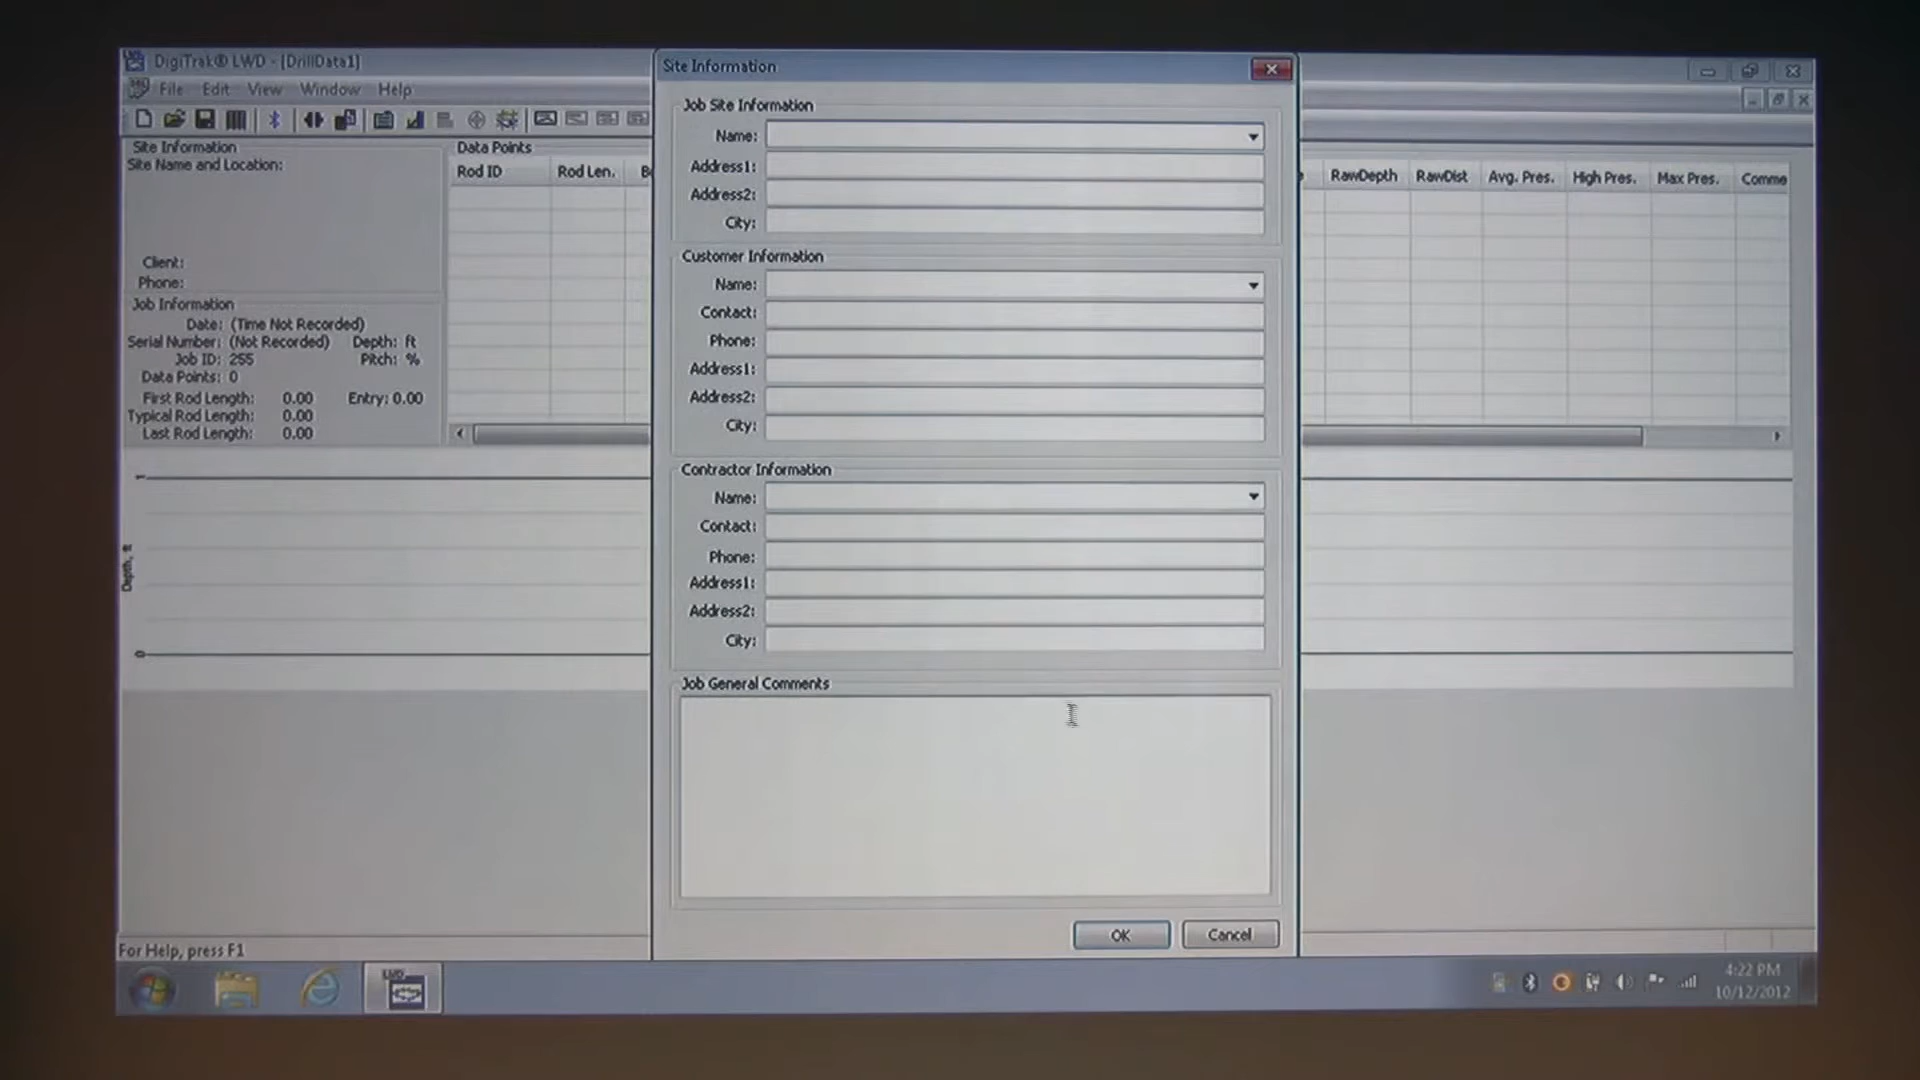 DigiTrak® LWD - [DrillData1]
File Edit View Window Help
Site Information
Site Name and Location:
Client:
Phone:
Job Information
Date: (Time Not Recorded)
Serial Number: (Not Recorded) Depth: ft
Job ID: 255 Pitch: %
Data Points: 0
First Rod Length: 0.00 Entry: 0.00
Typical Rod Length: 0.00
Last Rod Length: 0.00
Data Points
Rod ID Rod Len.
RawDepth RawDist Avg. Pres. High Pres. Max Pres. Comme
Site Information
Job Site Information
Name:
Address1:
Address2:
City:
Customer Information
Name:
Contact:
Phone:
Address1:
Address2:
City:
Contractor Information
Name:
Contact:
Phone:
Address1:
Address2:
City:
Job General Comments
OK Cancel
1
Depth, ft
0
For Help, press F1
LWD
4:22 PM
10/12/2012